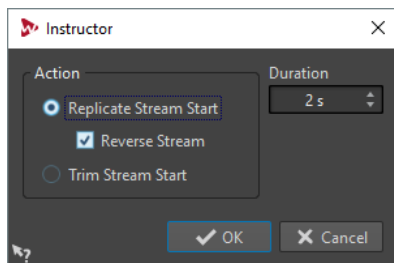 Instructor
Action
Replicate Stream Start
Reverse Stream
Trim Stream Start
Duration
2 s
OK
Cancel
?